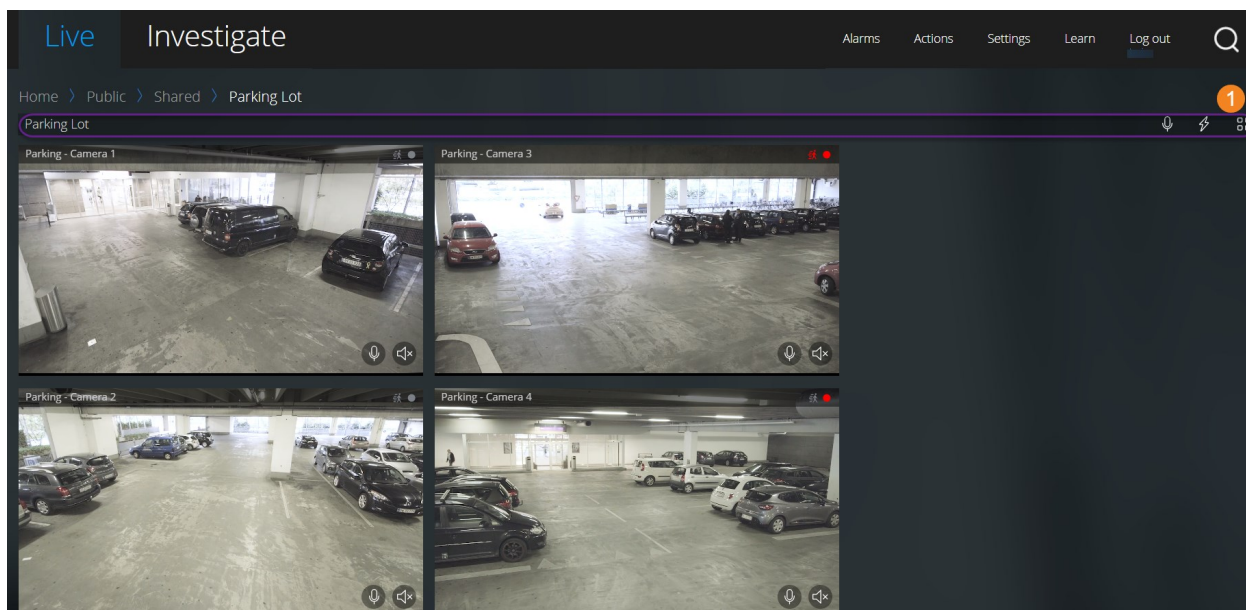 Live Investigate Alarms Actions Settings Learn Log out
Home > Public > Shared > Parking Lot
1
Parking Lot
Parking - Camera 1
Parking - Camera 3
Parking - Camera 2
Parking - Camera 4